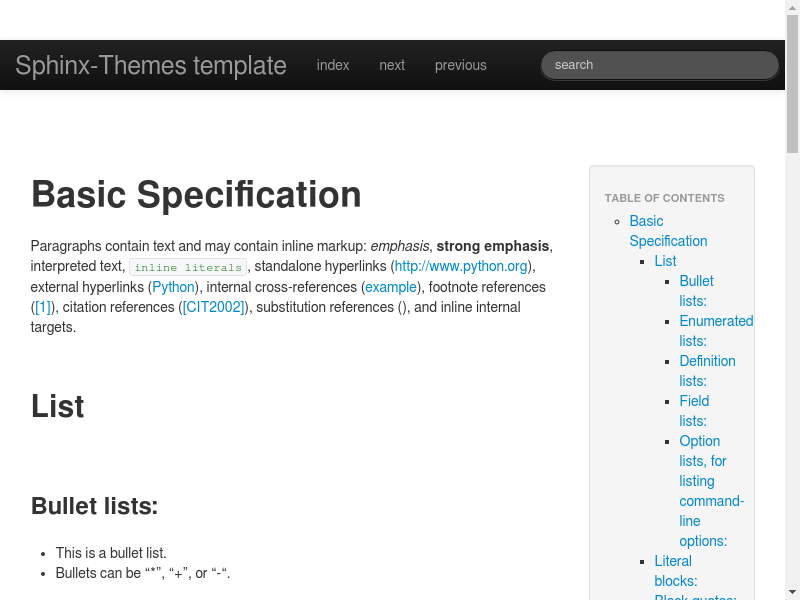 Sphinx-Themes template index next previous search
Basic Specification
Paragraphs contain text and may contain inline markup: emphasis, strong emphasis,
interpreted text, inline literals, standalone hyperlinks (http://www.python.org),
external hyperlinks (Python), internal cross-references (example), footnote references
([1]), citation references ([CIT2002]), substitution references (), and inline internal
targets.
List
Bullet lists:
• This is a bullet list.
• Bullets can be “*”, “+”, or “-“.
TABLE OF CONTENTS
Basic
Specification
List
Bullet
lists:
Enumerated
lists:
Definition
lists:
Field
lists:
Option
lists, for
listing
command-
line
options:
Literal
blocks:
Block quotes: